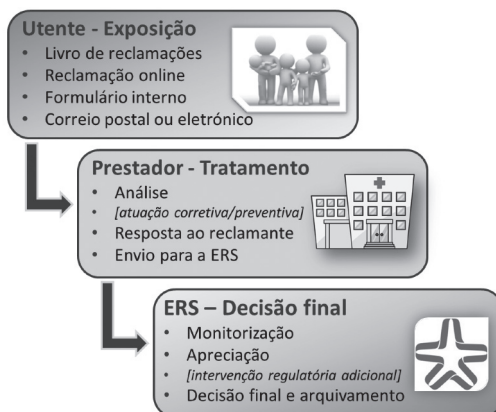 Utente - Exposição
• Livro de reclamações
• Reclamação online
• Formulário interno
• Correio postal ou eletrónico
Prestador - Tratamento
• Análise
• [atuação corretiva/preventiva]
• Resposta ao reclamante
• Envio para a ERS
ERS – Decisão final
• Monitorização
• Apreciação
• [intervenção regulatória adicional]
• Decisão final e arquivamento